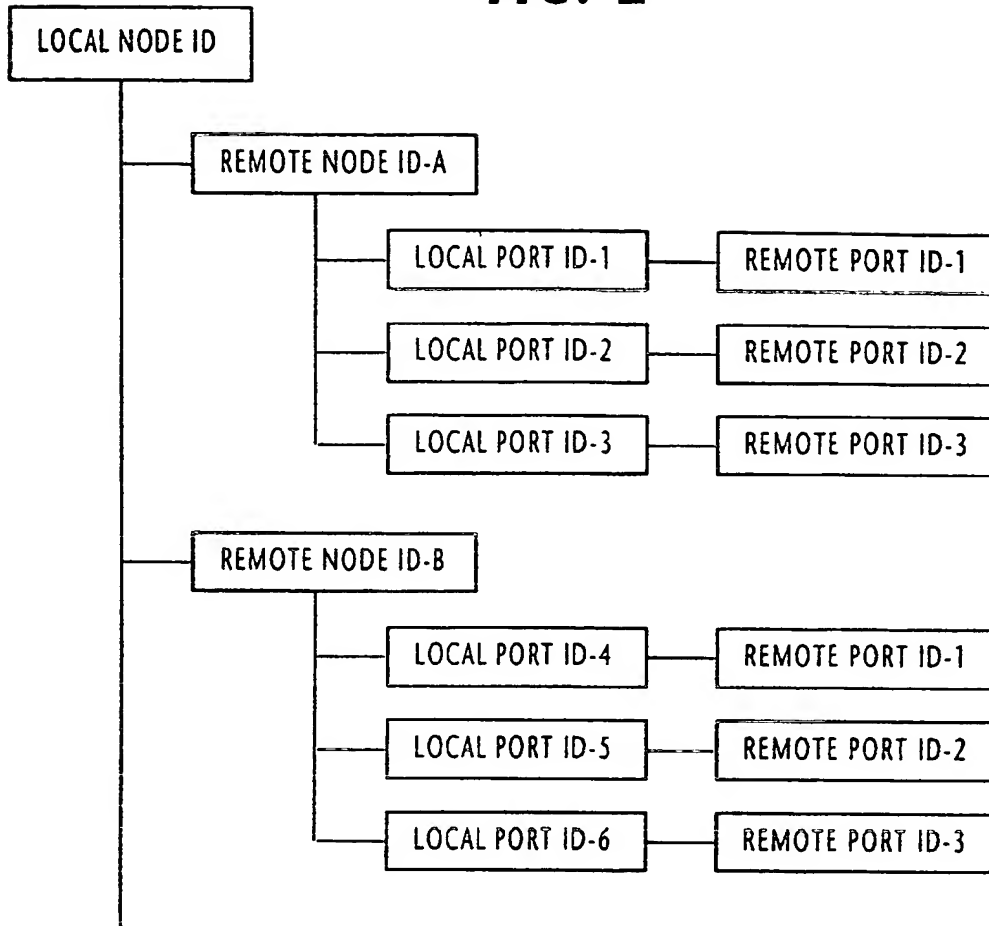 LOCAL NODE ID
REMOTE NODE ID-A
LOCAL PORT ID-1 REMOTE PORT ID-1
LOCAL PORT ID-2 REMOTE PORT ID-2
LOCAL PORT ID-3 REMOTE PORT ID-3
REMOTE NODE ID-B
LOCAL PORT ID-4 REMOTE PORT ID-1
LOCAL PORT ID-5 REMOTE PORT ID-2
LOCAL PORT ID-6 REMOTE PORT ID-3